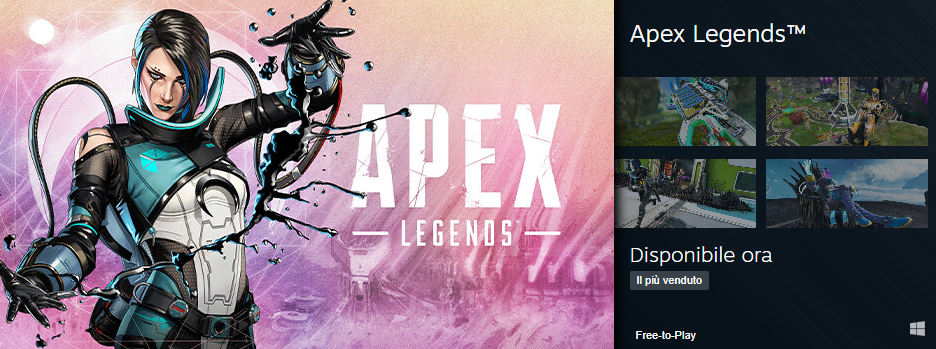 APEX
LEGENDS
Apex Legends™
Disponibile ora
Il più venduto
Free-to-Play